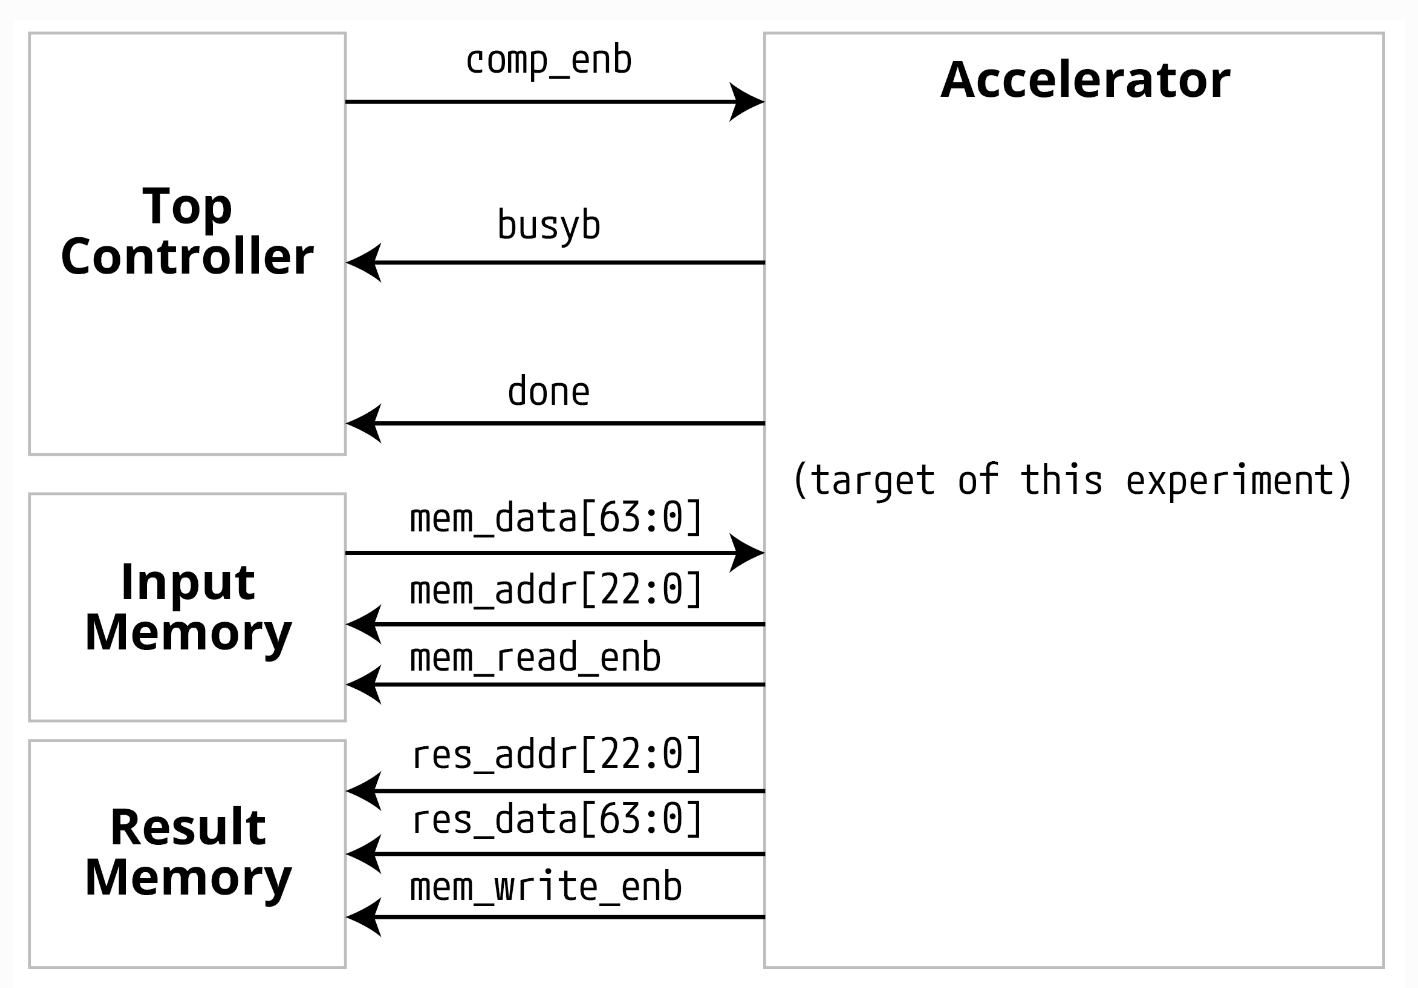 comp_enb
Accelerator
Top
Controller
busyb
done
(target of this experiment)
mem_data[63:0]
Input
Memory
mem_addr[22:0]
mem_read_enb
res_addr[22:0]
Result
Memory
res_data[63:0]
mem_write_enb